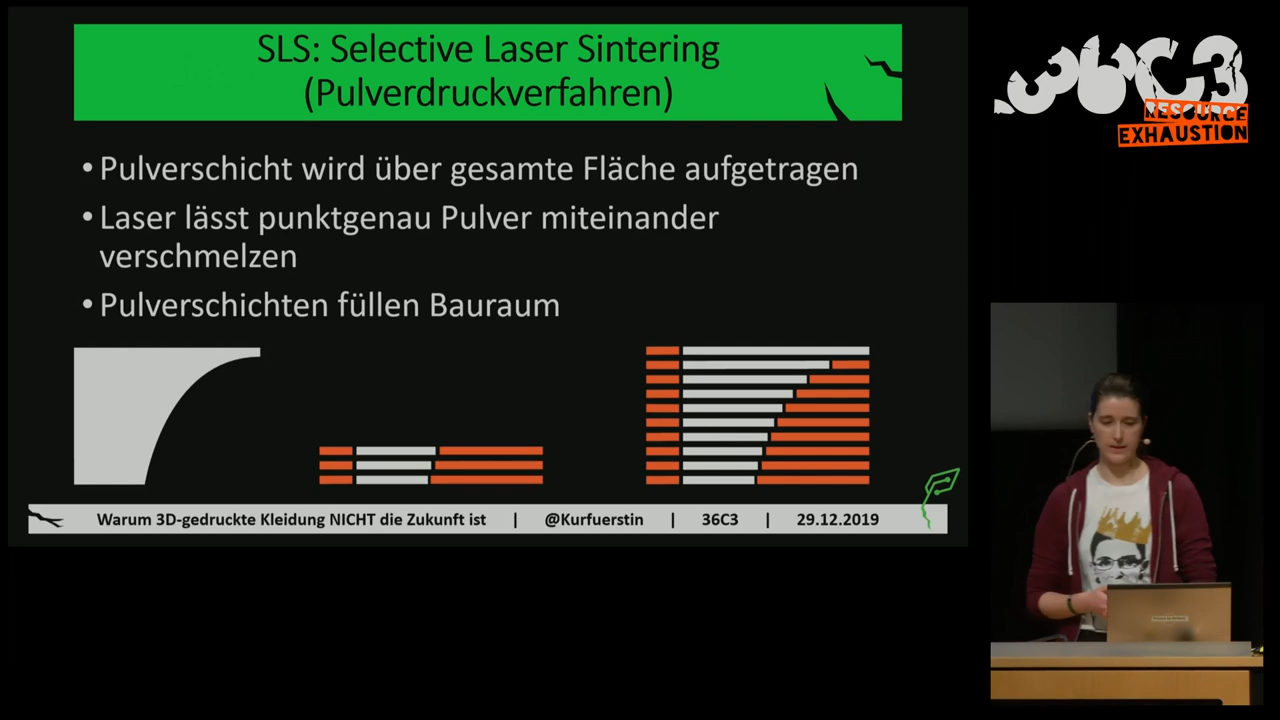 SLS: Selective Laser Sintering
(Pulverdruckverfahren)
• Pulverschicht wird über gesamte Fläche aufgetragen
• Laser lässt punktgenau Pulver miteinander
verschmelzen
• Pulverschichten füllen Bauraum
Warum 3D-gedruckte Kleidung NICHT die Zukunft ist | @Kurfuerstin | 36C3 | 29.12.2019
36C3
RESOURCE
EXHAUSTION